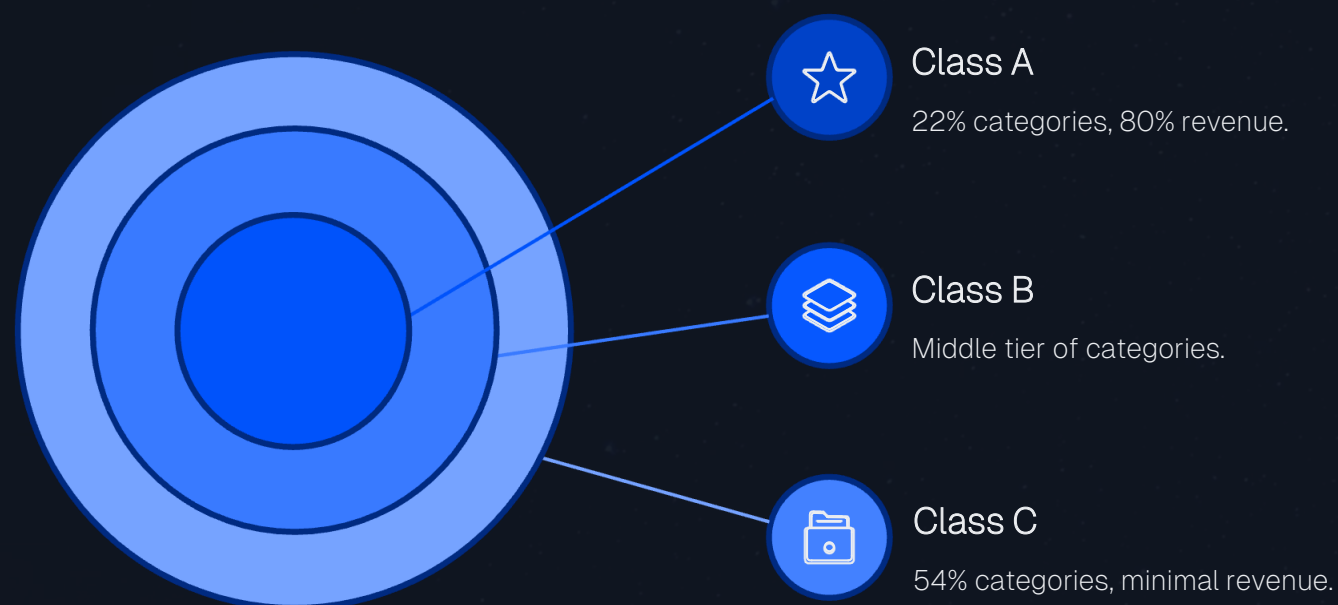 Class A
22% categories, 80% revenue.
Class B
Middle tier of categories.
Class C
54% categories, minimal revenue.